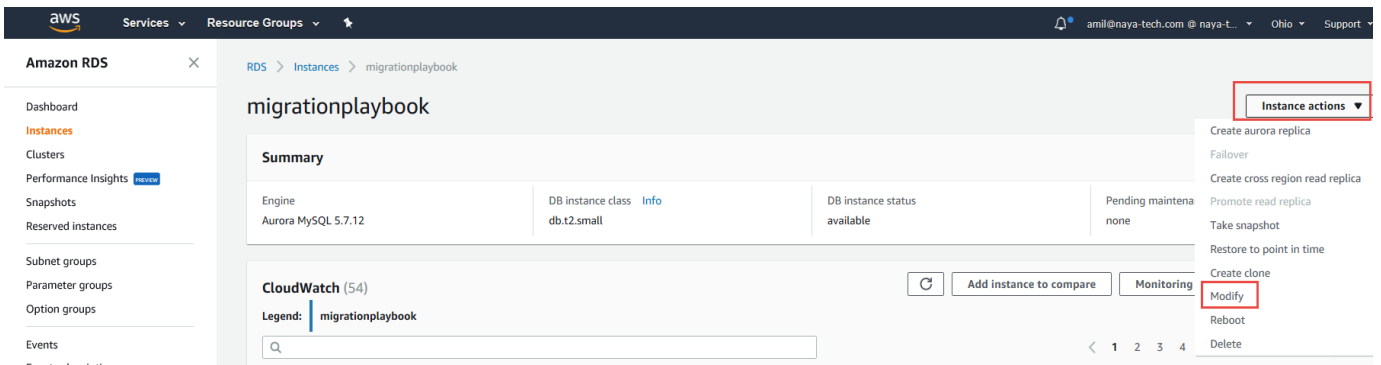 aws Services Resource Groups amil@naya-tech.com @ naya-t... Ohio Support
Amazon RDS
Dashboard
Instances
Clusters
Performance Insights PREVIEW
Snapshots
Reserved instances
Subnet groups
Parameter groups
Option groups
Events
RDS > Instances > migrationplaybook
migrationplaybook
Instance actions
Create aurora replica
Failover
Create cross region read replica
Promote read replica
Take snapshot
Restore to point in time
Create clone
Modify
Reboot
Delete
Summary
Engine
Aurora MySQL 5.7.12
DB instance class Info
db.t2.small
DB instance status
available
Pending maintena
none
CloudWatch (54)
Add instance to compare
Monitoring
Legend: migrationplaybook
< 1 2 3 4